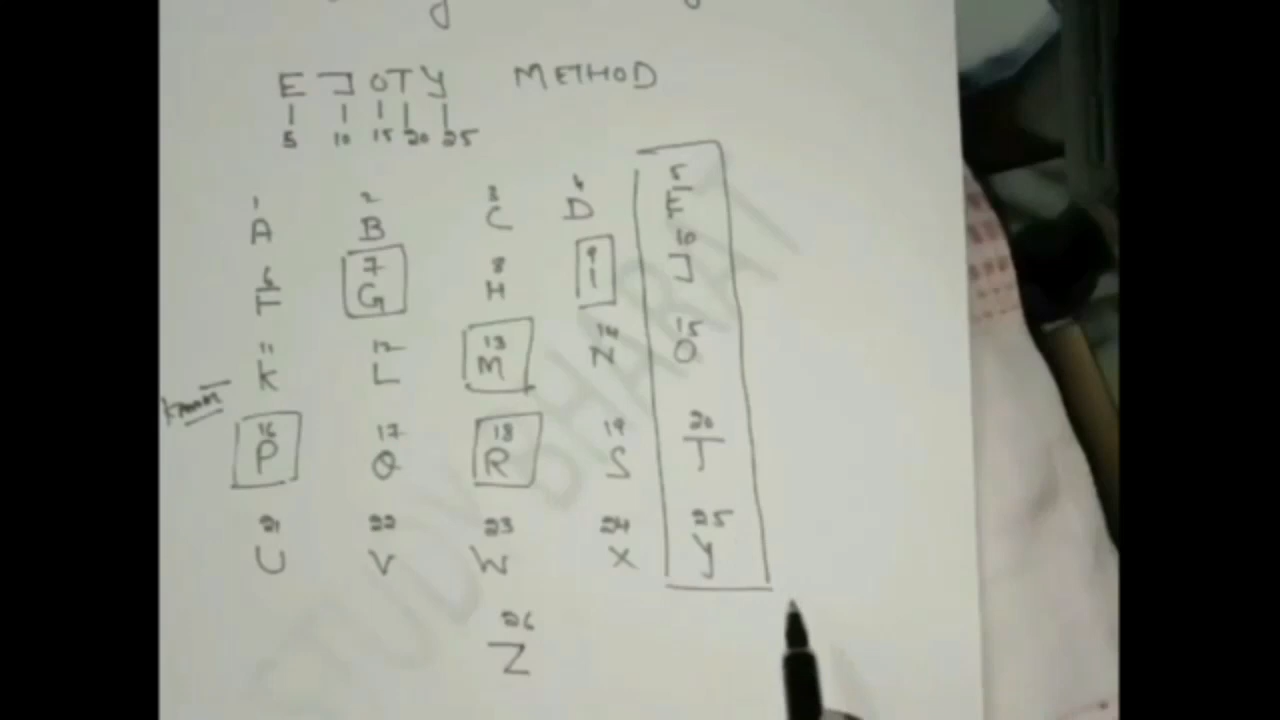 E J O T Y METHOD
5 10 15 20 25
1 2 3 4 5
A B C D E
6 7 8 9 10
F G H I J
11 12 13 14 15
K L M N O
16 17 18 19 20
P Q R S T
21 22 23 24 25
U V W X Y
26
Z